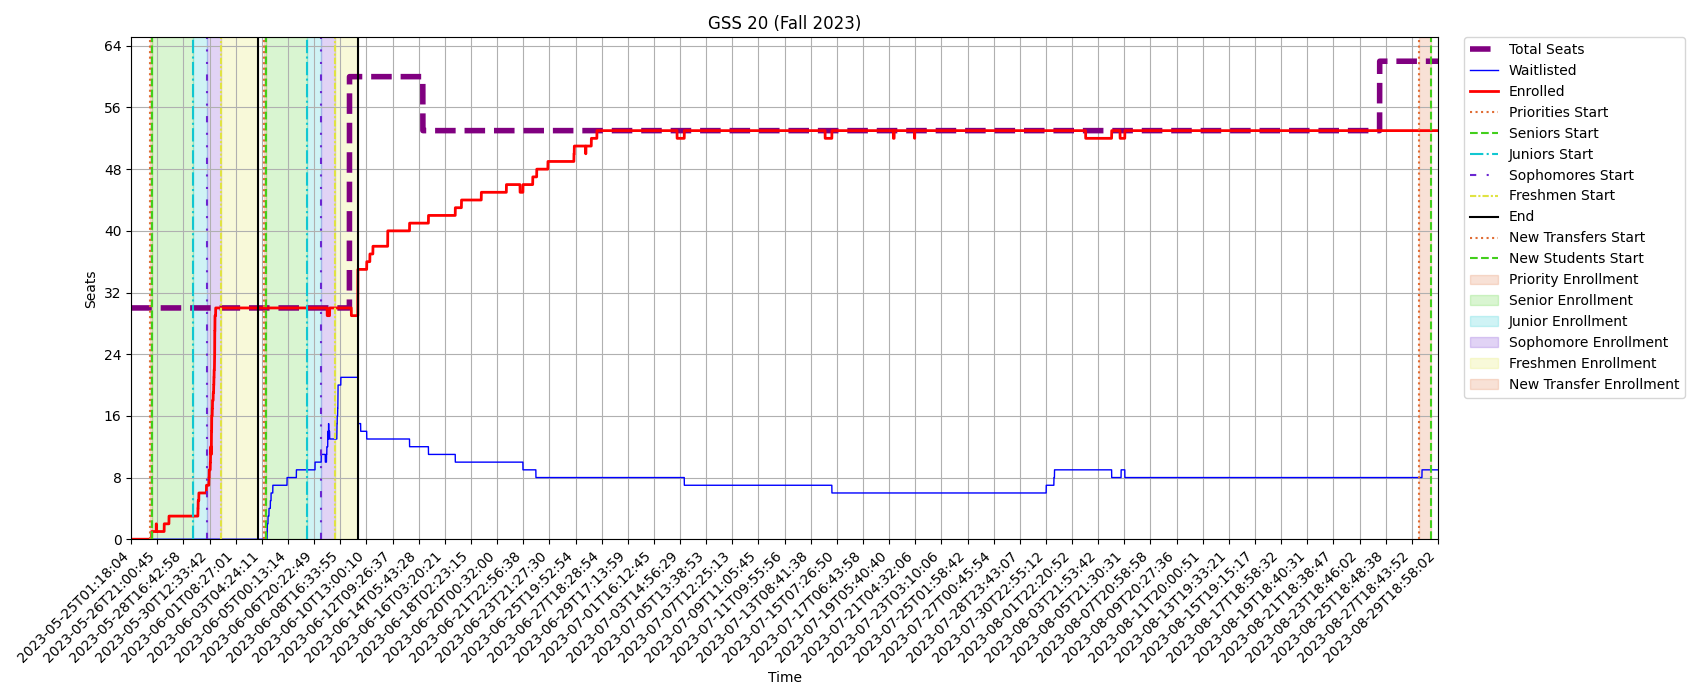 GSS 20 (Fall 2023)
Seats
64
56
48
40
32
24
16
8
0
2023-05-25T01:18:04
2023-05-26T21:00:45
2023-05-28T16:42:58
2023-05-30T12:33:42
2023-06-01T08:27:01
2023-06-03T04:24:11
2023-06-05T00:13:14
2023-06-06T20:22:49
2023-06-08T16:33:55
2023-06-10T13:00:10
2023-06-12T09:26:37
2023-06-14T05:43:28
2023-06-16T03:20:21
2023-06-18T02:23:15
2023-06-20T00:32:00
2023-06-21T22:56:38
2023-06-23T21:27:30
2023-06-25T19:52:54
2023-06-27T18:28:54
2023-06-29T17:13:59
2023-07-01T16:12:45
2023-07-03T14:56:29
2023-07-05T13:38:53
2023-07-07T12:25:13
2023-07-09T11:05:45
2023-07-11T09:55:56
2023-07-13T08:41:38
2023-07-15T07:26:50
2023-07-17T06:43:58
2023-07-19T05:40:40
2023-07-21T04:32:06
2023-07-23T03:10:06
2023-07-25T01:58:42
2023-07-27T00:45:54
2023-07-28T23:43:07
2023-07-30T22:55:12
2023-08-01T22:20:52
2023-08-03T21:53:42
2023-08-05T21:30:31
2023-08-07T20:58:58
2023-08-09T20:27:36
2023-08-11T20:00:51
2023-08-13T19:33:21
2023-08-15T19:15:17
2023-08-17T18:58:32
2023-08-19T18:40:31
2023-08-21T18:38:47
2023-08-23T18:46:02
2023-08-25T18:48:38
2023-08-27T18:43:52
2023-08-29T18:58:02
Time
Total Seats
Waitlisted
Enrolled
Priorities Start
Seniors Start
Juniors Start
Sophomores Start
Freshmen Start
End
New Transfers Start
New Students Start
Priority Enrollment
Senior Enrollment
Junior Enrollment
Sophomore Enrollment
Freshmen Enrollment
New Transfer Enrollment